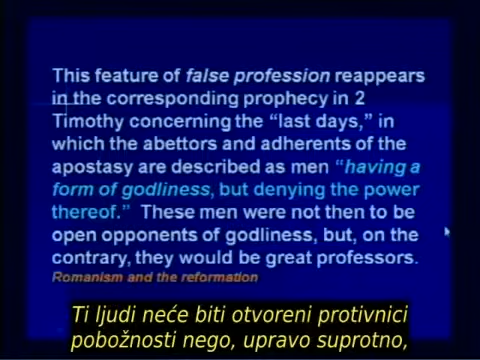 This feature of false profession reappears
in the corresponding prophecy in 2
Timothy concerning the “last days,” in
which the abettors and adherents of the
apostasy are described as men “having a
form of godliness, but denying the power
thereof.” These men were not then to be
open opponents of godliness, but, on the
contrary, they would be great professors.
Romanism and the reformation
Ti ljudi neće biti otvoreni protivnici
pobožnosti nego, upravo suprotno,